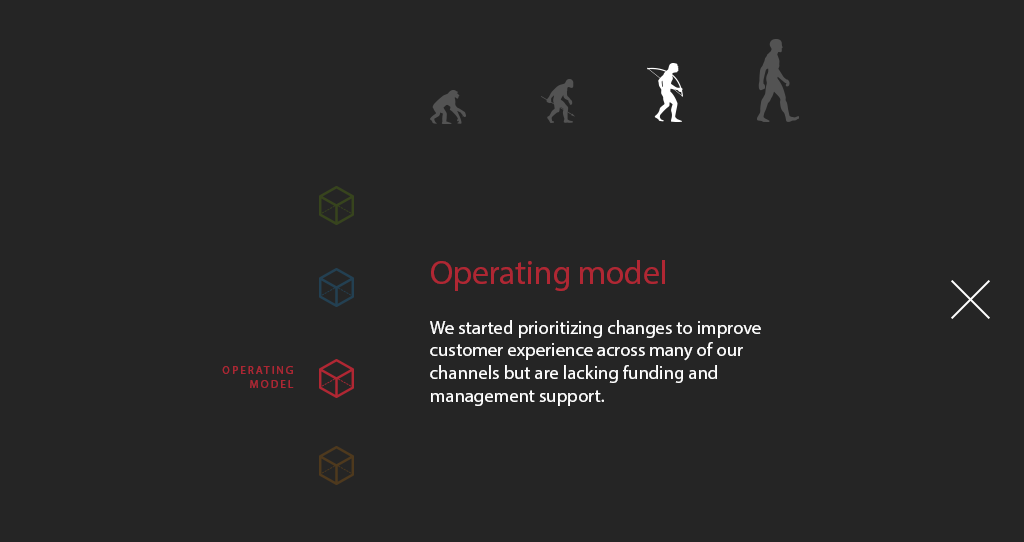 Operating model
We started prioritizing changes to improve
customer experience across many of our
channels but are lacking funding and
management support.
OPERATING
MODEL